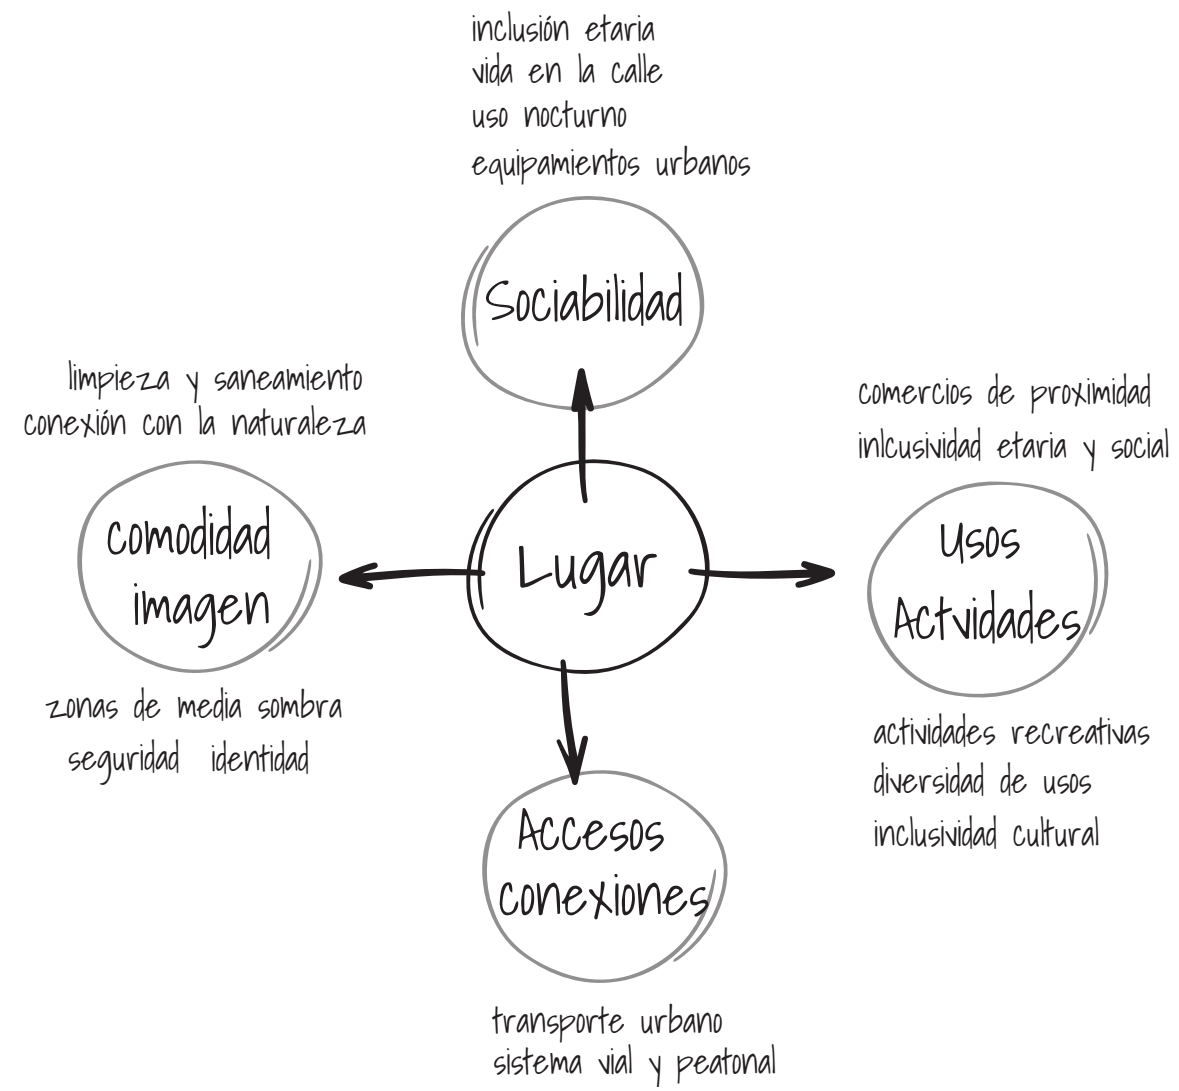 inclusión etaria
vida en la calle
uso nocturno
equipamientos urbanos
Sociabilidad
limpieza y saneamiento
conexión con la naturaleza
comodidad
imagen
zonas de media sombra
seguridad identidad
Lugar
comercios de proximidad
inlcusividad etaria y social
Usos
Actvidades
actividades recreativas
diversidad de usos
inclusividad cultural
Accesos
conexiones
transporte urbano
sistema vial y peatonal